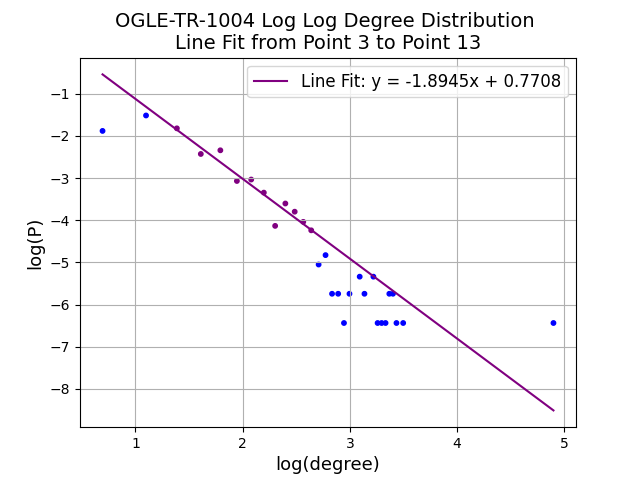 OGLE-TR-1004 Log Log Degree Distribution
Line Fit from Point 3 to Point 13
Line Fit: y = -1.8945x + 0.7708
log(P)
−1
−2
−3
−4
−5
−6
−7
−8
1
2
3
4
5
log(degree)